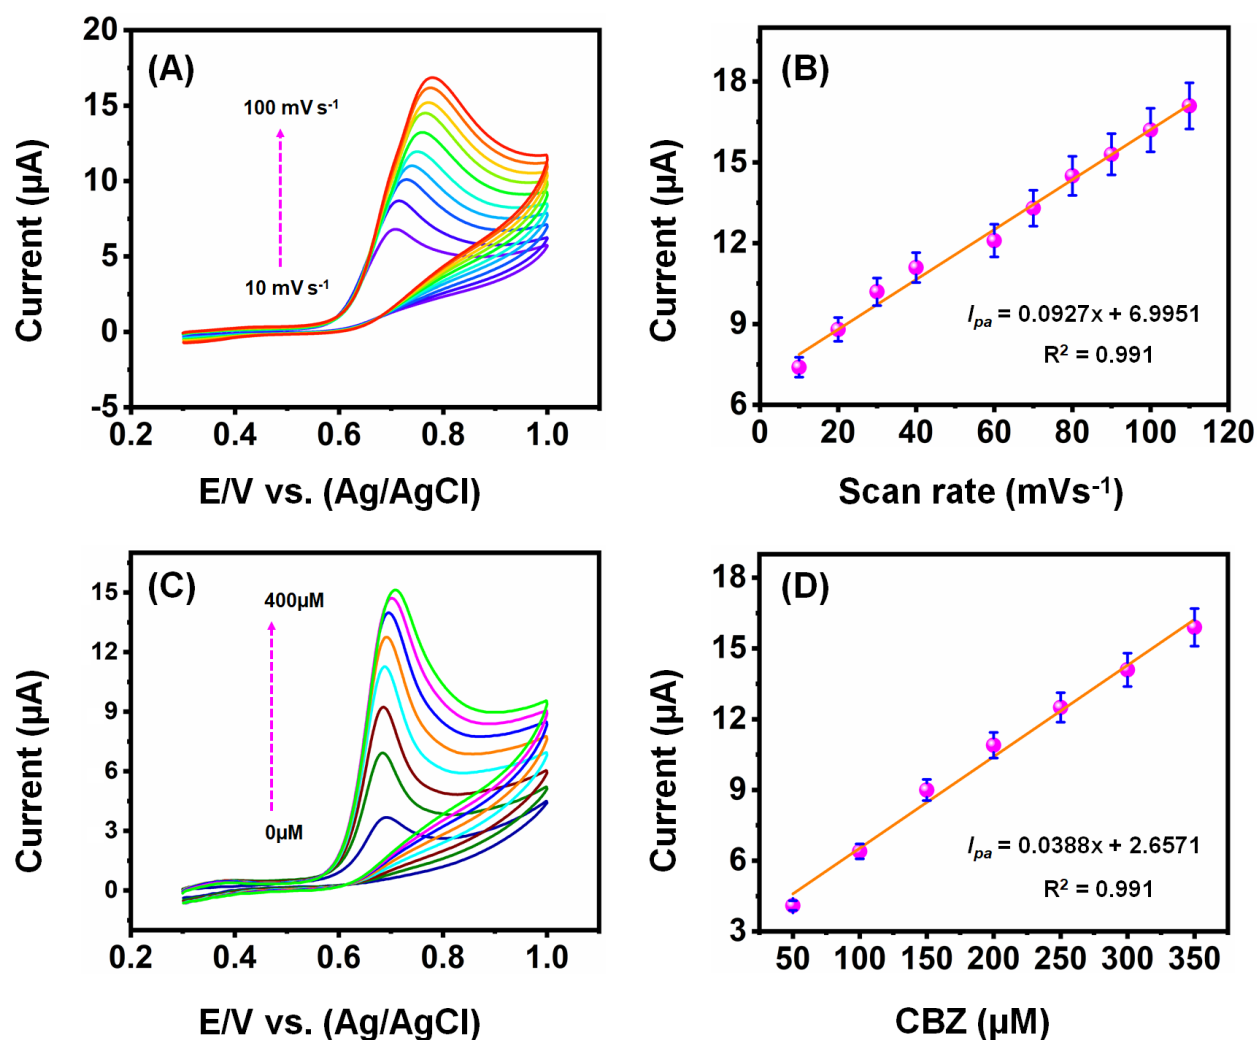 (A)
20
15
10
5
0
-5
Current (µA)
100 mV s⁻¹
10 mV s⁻¹
0.2 0.4 0.6 0.8 1.0
E/V vs. (Ag/AgCl)
(B)
18
15
12
9
6
Current (µA)
I_pa = 0.0927x + 6.9951
R² = 0.991
0 20 40 60 80 100 120
Scan rate (mVs⁻¹)
(C)
15
12
9
6
3
0
Current (µA)
400µM
0µM
0.2 0.4 0.6 0.8 1.0
E/V vs. (Ag/AgCl)
(D)
18
15
12
9
6
3
Current (µA)
I_pa = 0.0388x + 2.6571
R² = 0.991
50 100 150 200 250 300 350
CBZ (µM)